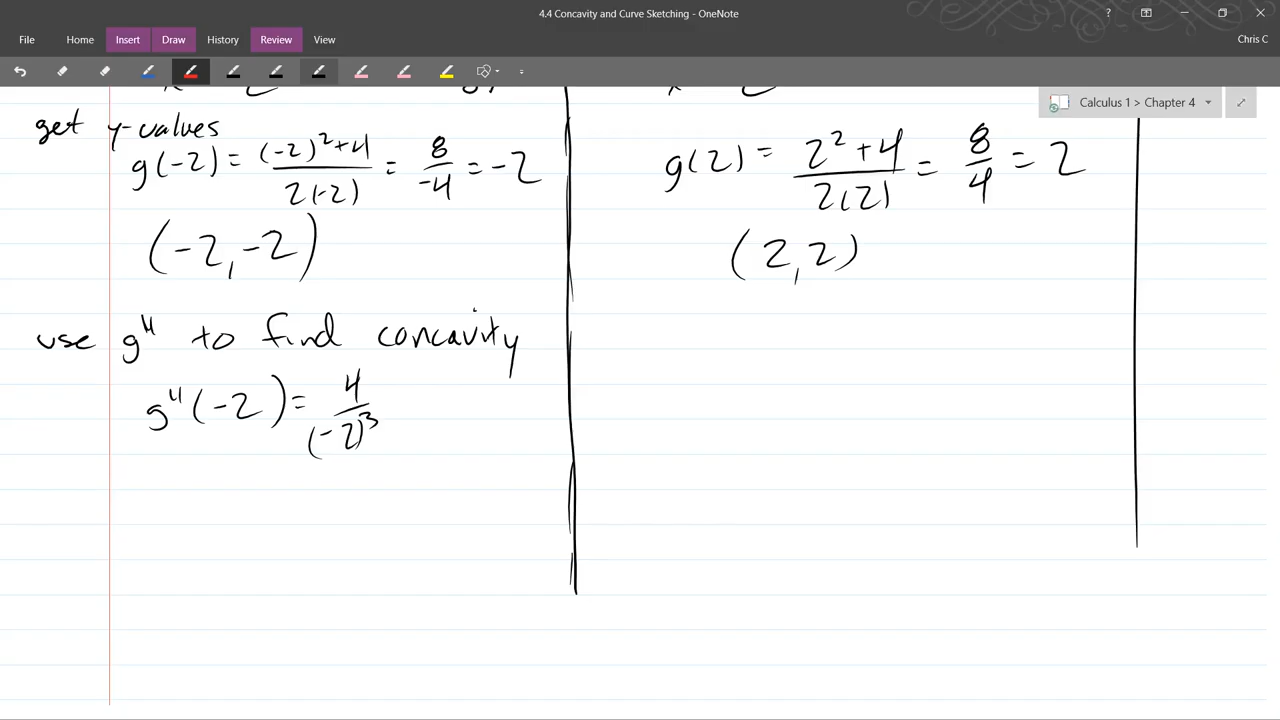 4.4 Concavity and Curve Sketching - OneNote
File Home Insert Draw History Review View
Chris C
Calculus 1 > Chapter 4
get y-values
g(-2) = ((-2)^2+4)/(2(-2)) = 8/-4 = -2
(-2,-2)
use g" to find concavity
g"(-2) = 4/(-2)^3
g(2) = (2^2+4)/(2(2)) = 8/4 = 2
(2,2)